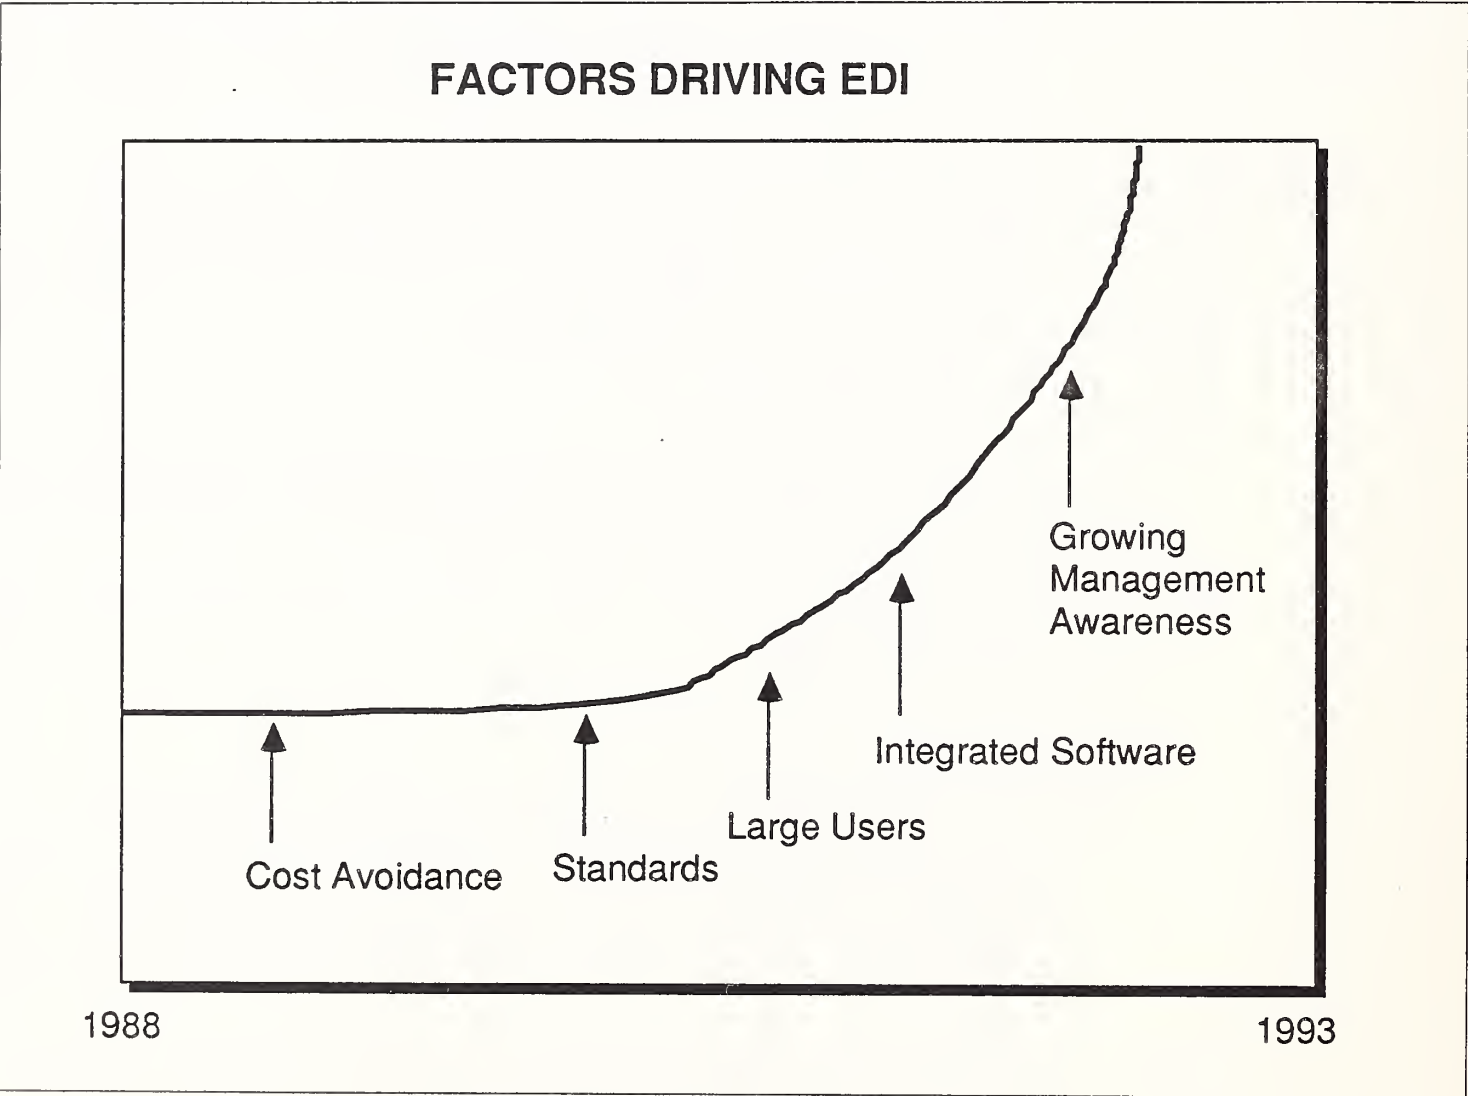 FACTORS DRIVING EDI
Growing
Management
Awareness
Integrated Software
Large Users
Standards
Cost Avoidance
1988
1993